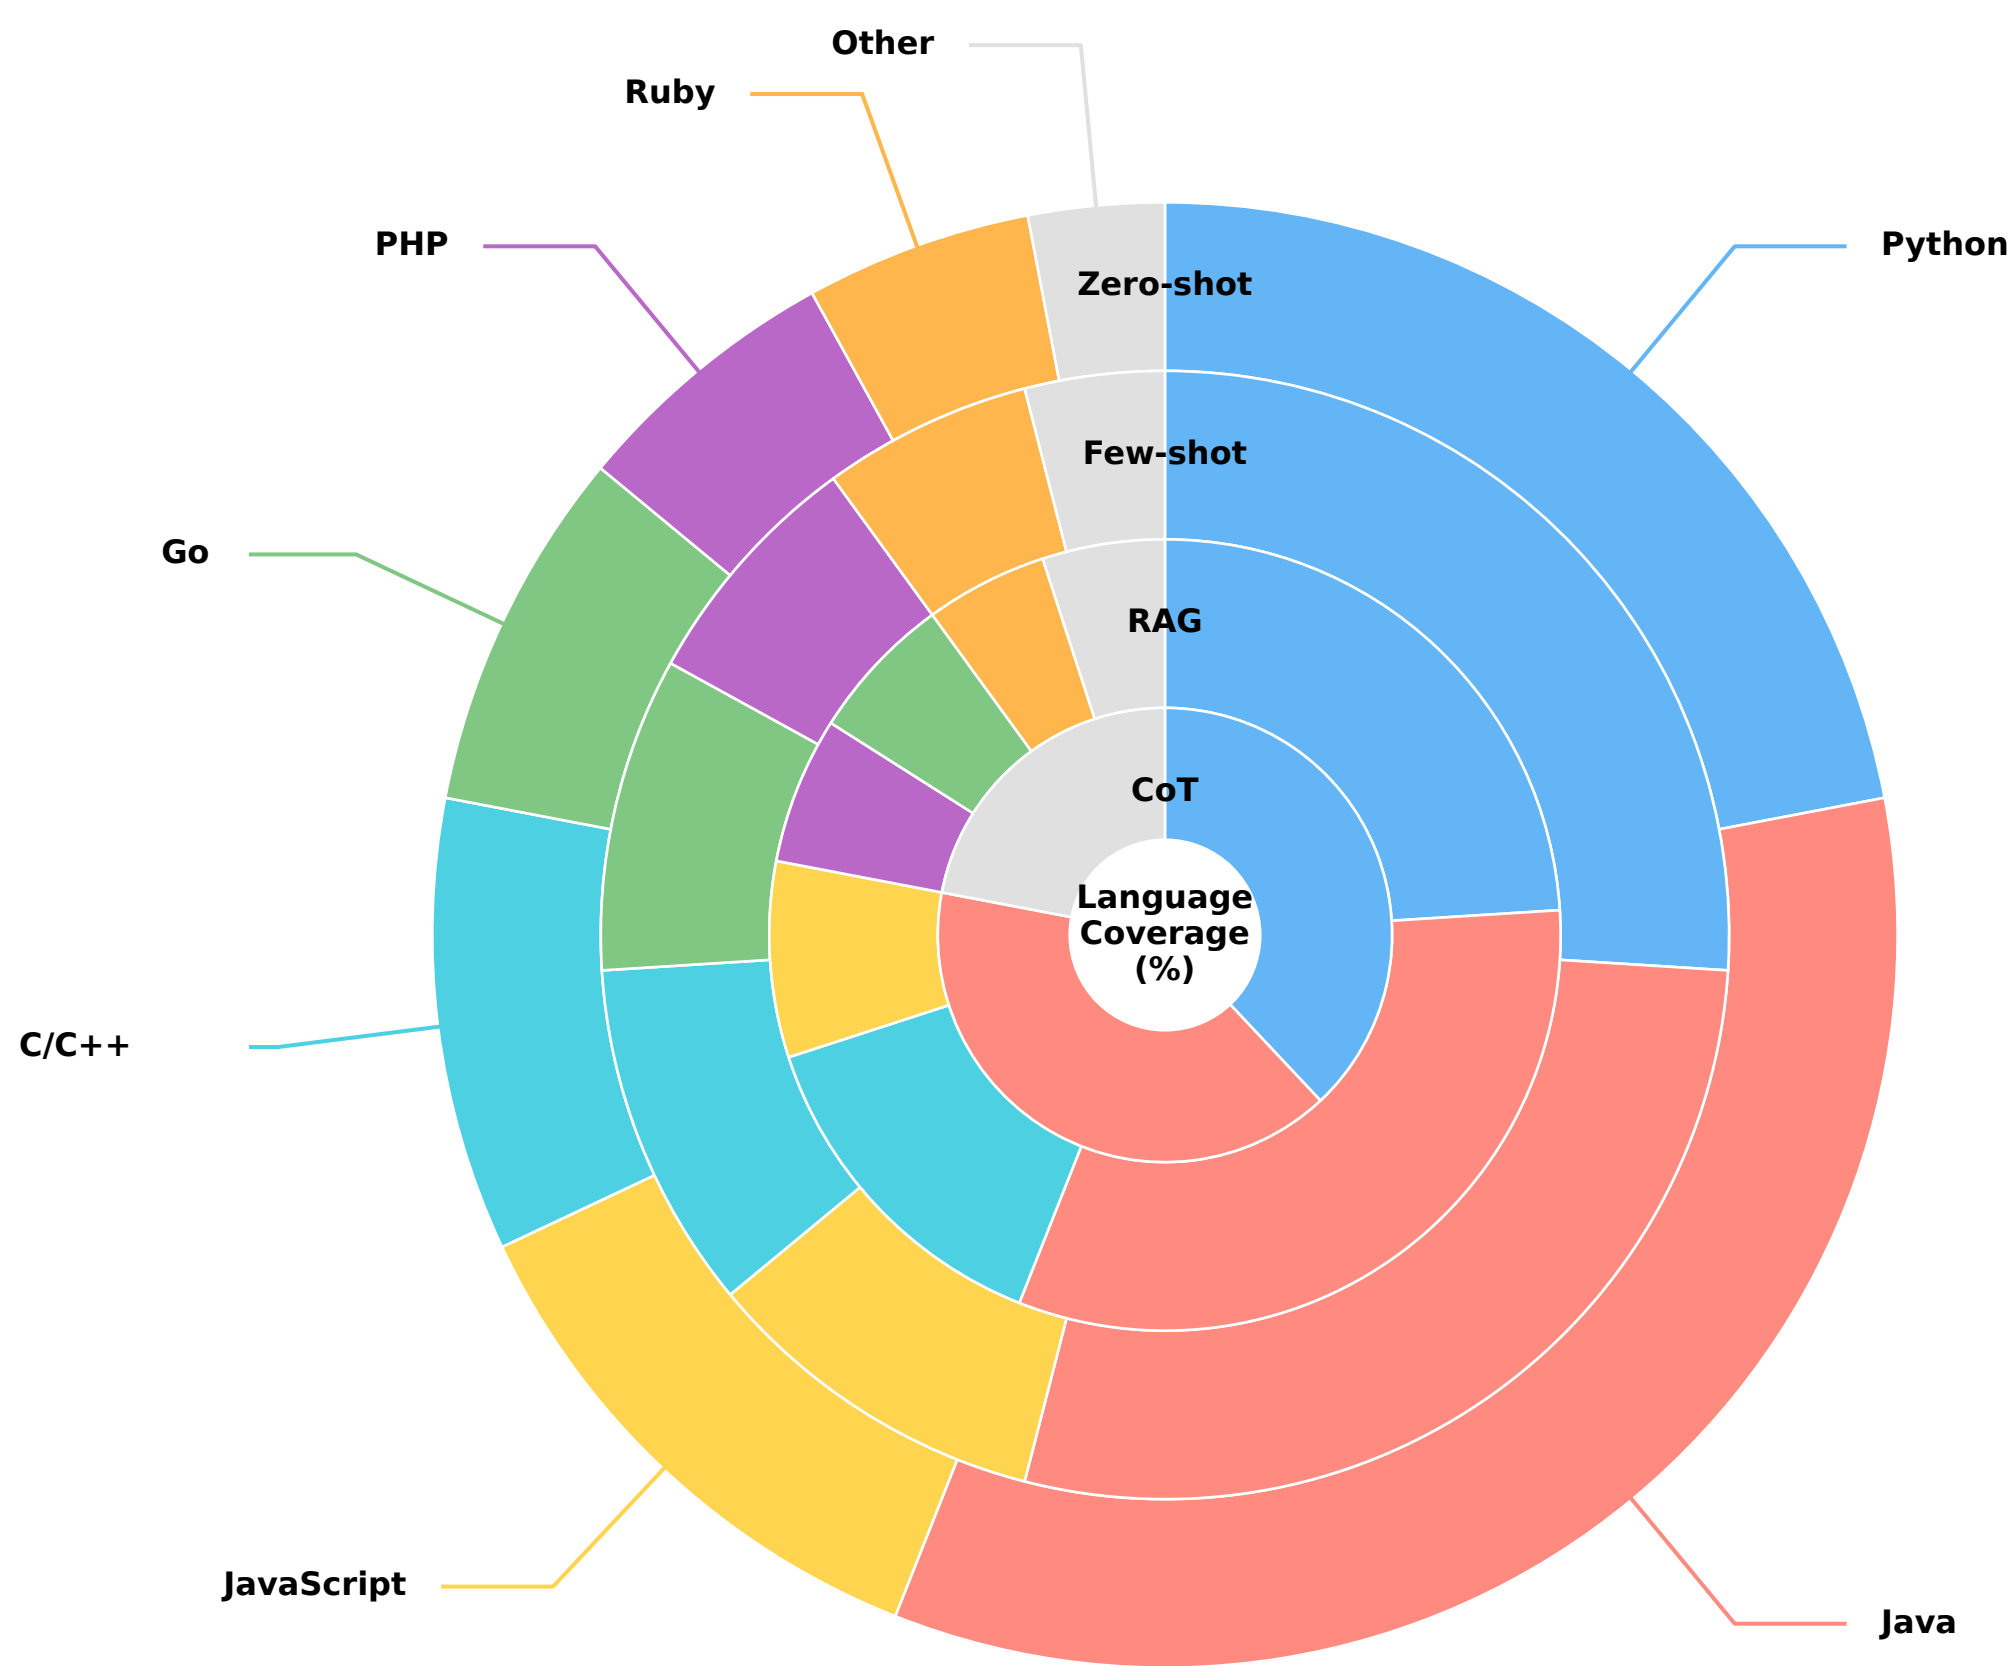 Other
Ruby
PHP
Python
Zero-shot
Few-shot
Go
RAG
CoT
Language
Coverage
(%)
C/C++
JavaScript
Java